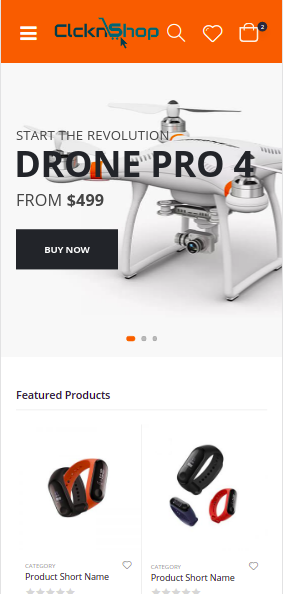 ClcknShop
2
START THE REVOLUTION
DRONE PRO 4
FROM $499
BUY NOW
Featured Products
CATEGORY
Product Short Name
CATEGORY
Product Short Name